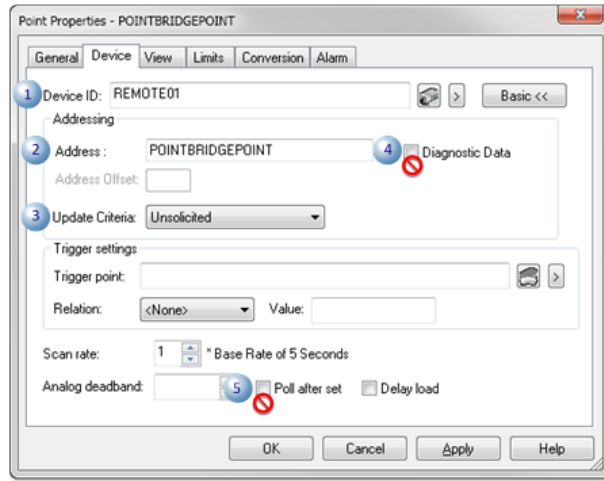 Point Properties - POINTBRIDGEPOINT
General Device View Limits Conversion Alarm
1 Device ID: REMOTE01 > Basic <<
Addressing
2 Address : POINTBRIDGEPOINT 4 Diagnostic Data
Address Offset:
3 Update Criteria: Unsolicited
Trigger settings
Trigger point: >
Relation: <None> Value:
Scan rate: 1 * Base Rate of 5 Seconds
Analog deadband: 5 Poll after set Delay load
OK Cancel Apply Help